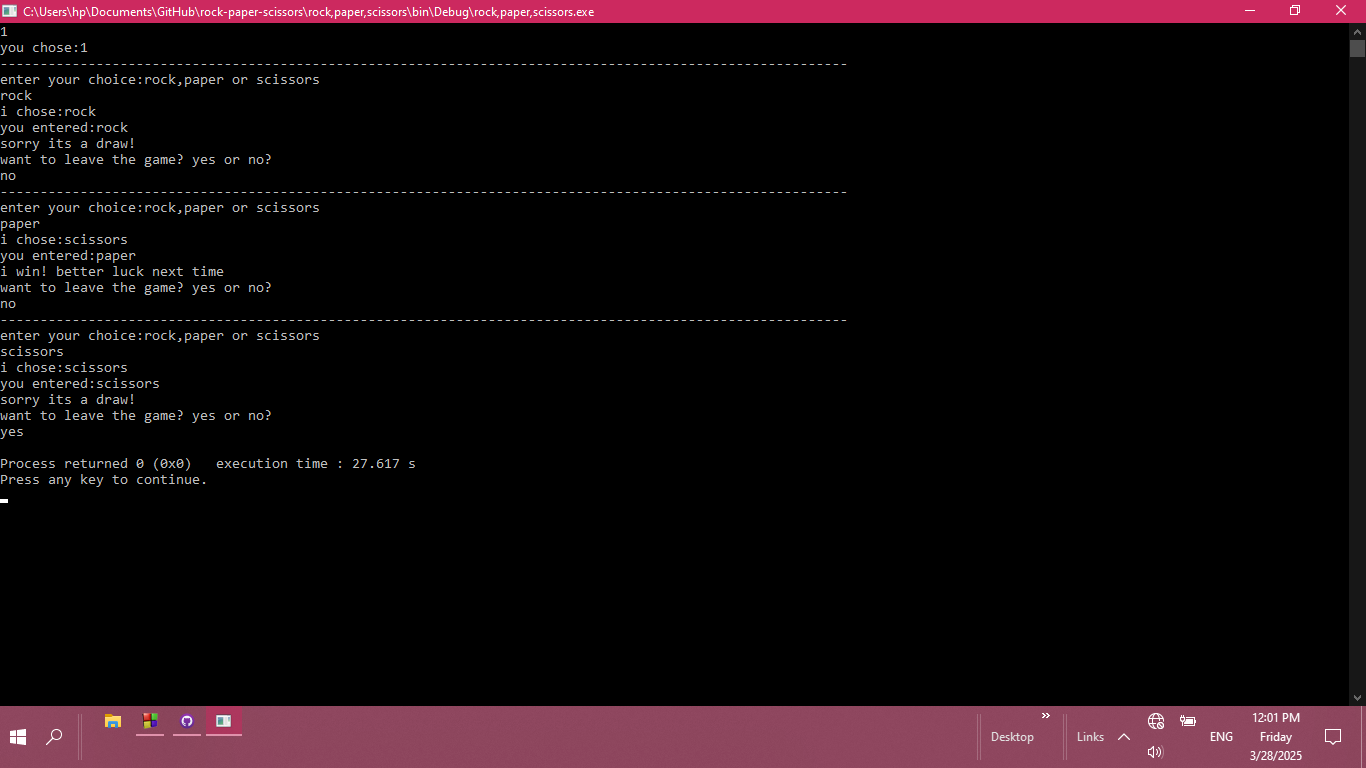 C:\Users\hp\Documents\GitHub\rock-paper-scissors\rock,paper,scissors\bin\Debug\rock,paper,scissors.exe
1
you chose:1
----------------------------------------------------------------------------------------------------------
enter your choice:rock,paper or scissors
rock
i chose:rock
you entered:rock
sorry its a draw!
want to leave the game? yes or no?
no
----------------------------------------------------------------------------------------------------------
enter your choice:rock,paper or scissors
paper
i chose:scissors
you entered:paper
i win! better luck next time
want to leave the game? yes or no?
no
----------------------------------------------------------------------------------------------------------
enter your choice:rock,paper or scissors
scissors
i chose:scissors
you entered:scissors
sorry its a draw!
want to leave the game? yes or no?
yes
Process returned 0 (0x0)   execution time : 27.617 s
Press any key to continue.
Desktop
Links
ENG
12:01 PM
Friday
3/28/2025